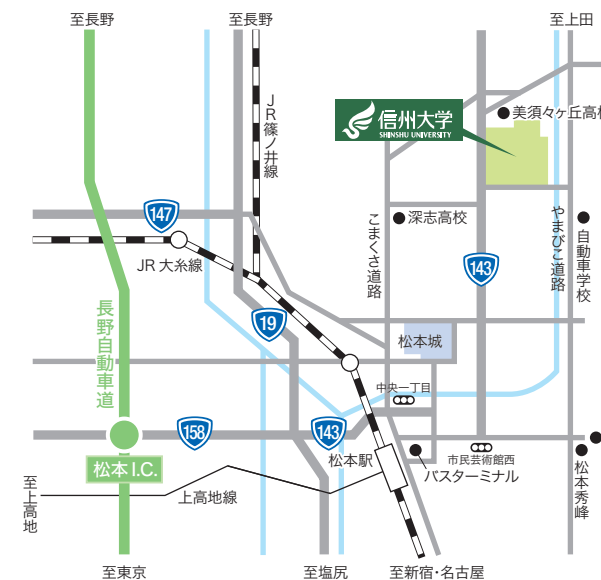 至長野
至長野
至上田
JR篠ノ井線
信州大学
SHINSHU UNIVERSITY
美須々ヶ丘高校
147
深志高校
こまくさ道路
やまびこ道路
自動車学校
JR大糸線
143
長野自動車道
19
松本城
中央一丁目
158
143
松本駅
市民芸術館西
バスターミナル
松本I.C.
至上高地
上高地線
松本秀峰
至東京
至塩尻
至新宿・名古屋